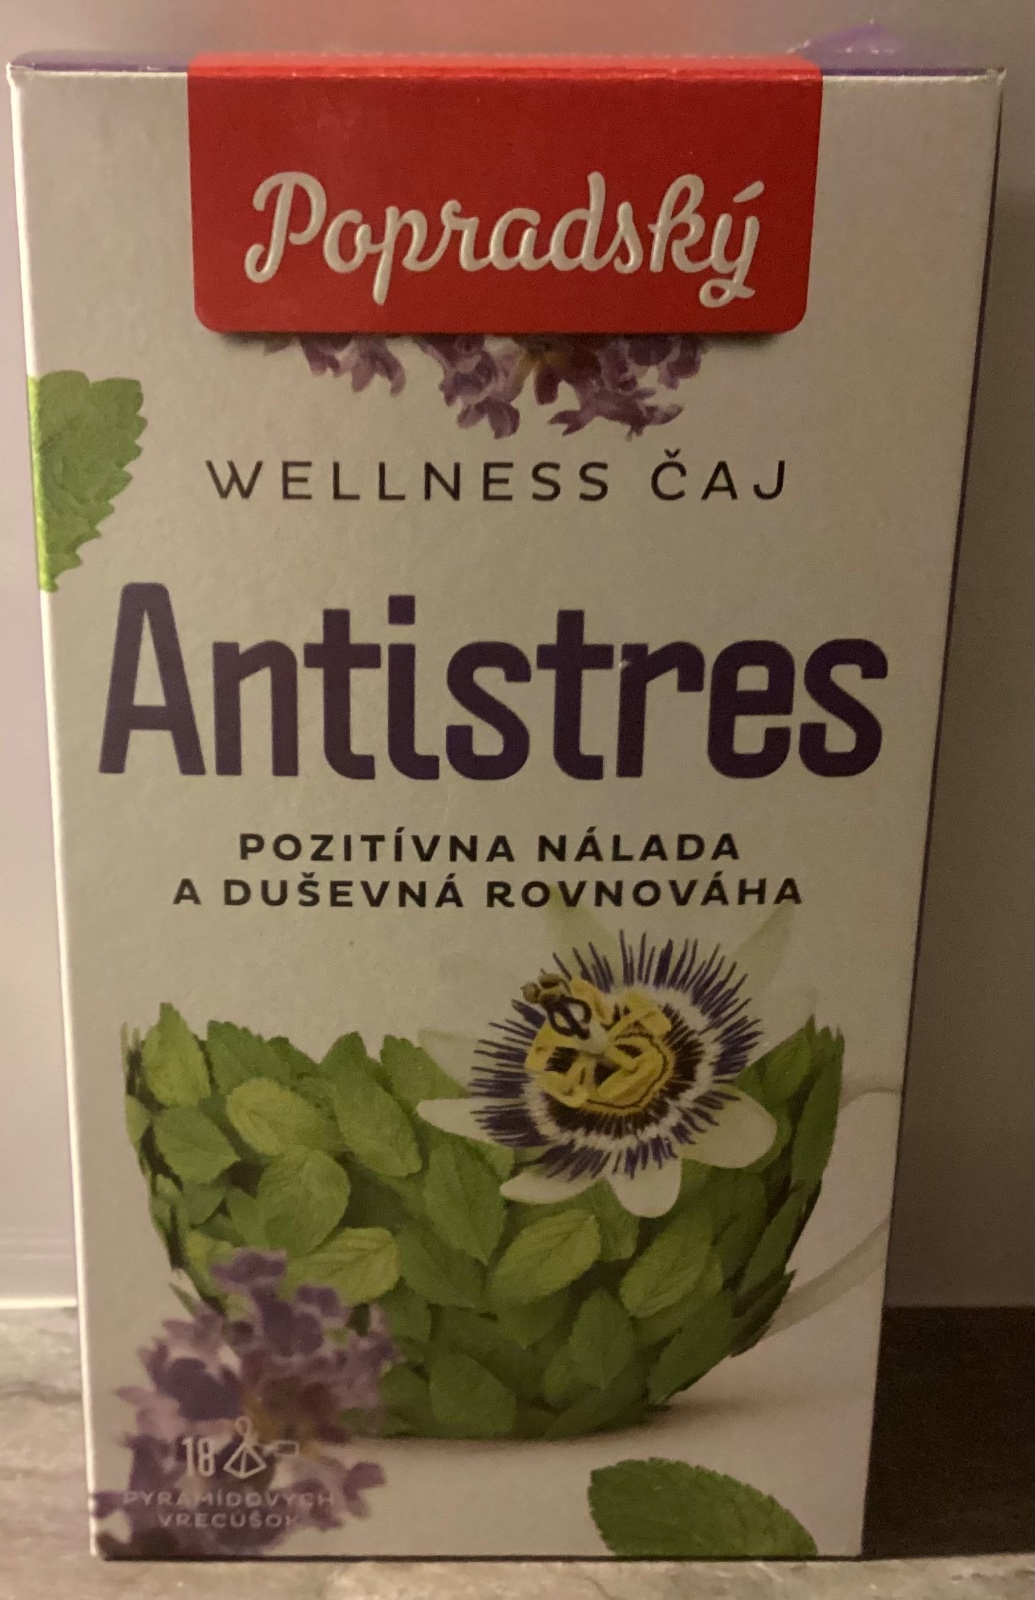 Popradský
WELLNESS ČAJ
Antistres
POZITÍVNA NÁLADA
A DUŠEVNÁ ROVNOVÁHA
18
PYRAMÍDOVÝCH
VRECÚŠOK